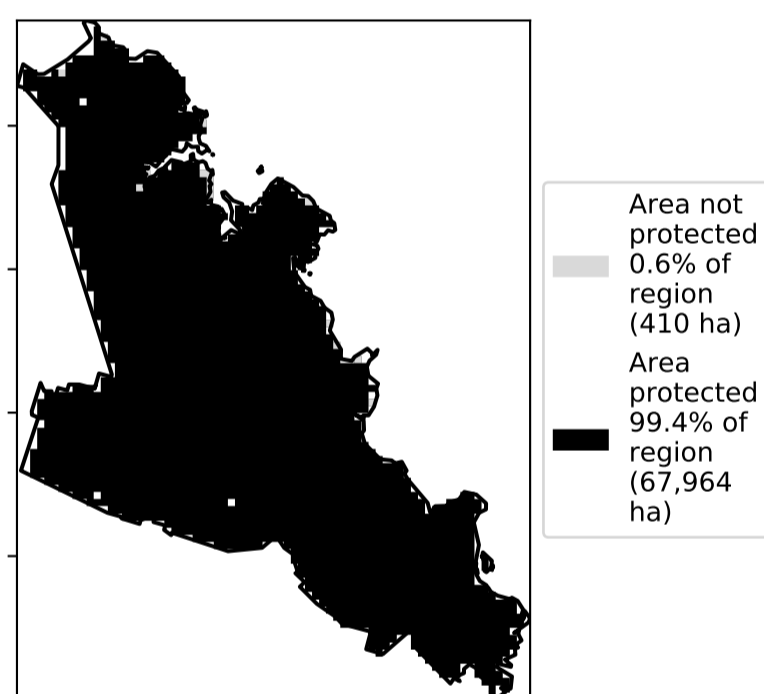 Area not
protected
0.6% of
region
(410 ha)
Area
protected
99.4% of
region
(67,964
ha)